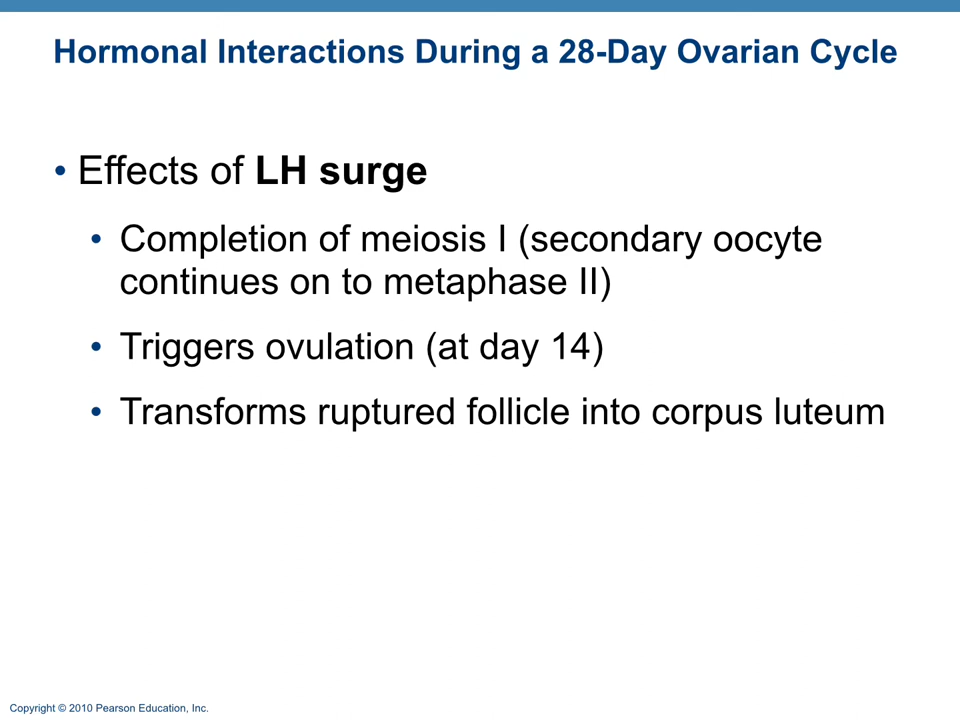 Hormonal Interactions During a 28-Day Ovarian Cycle
• Effects of LH surge
• Completion of meiosis I (secondary oocyte
continues on to metaphase II)
• Triggers ovulation (at day 14)
• Transforms ruptured follicle into corpus luteum
Copyright © 2010 Pearson Education, Inc.